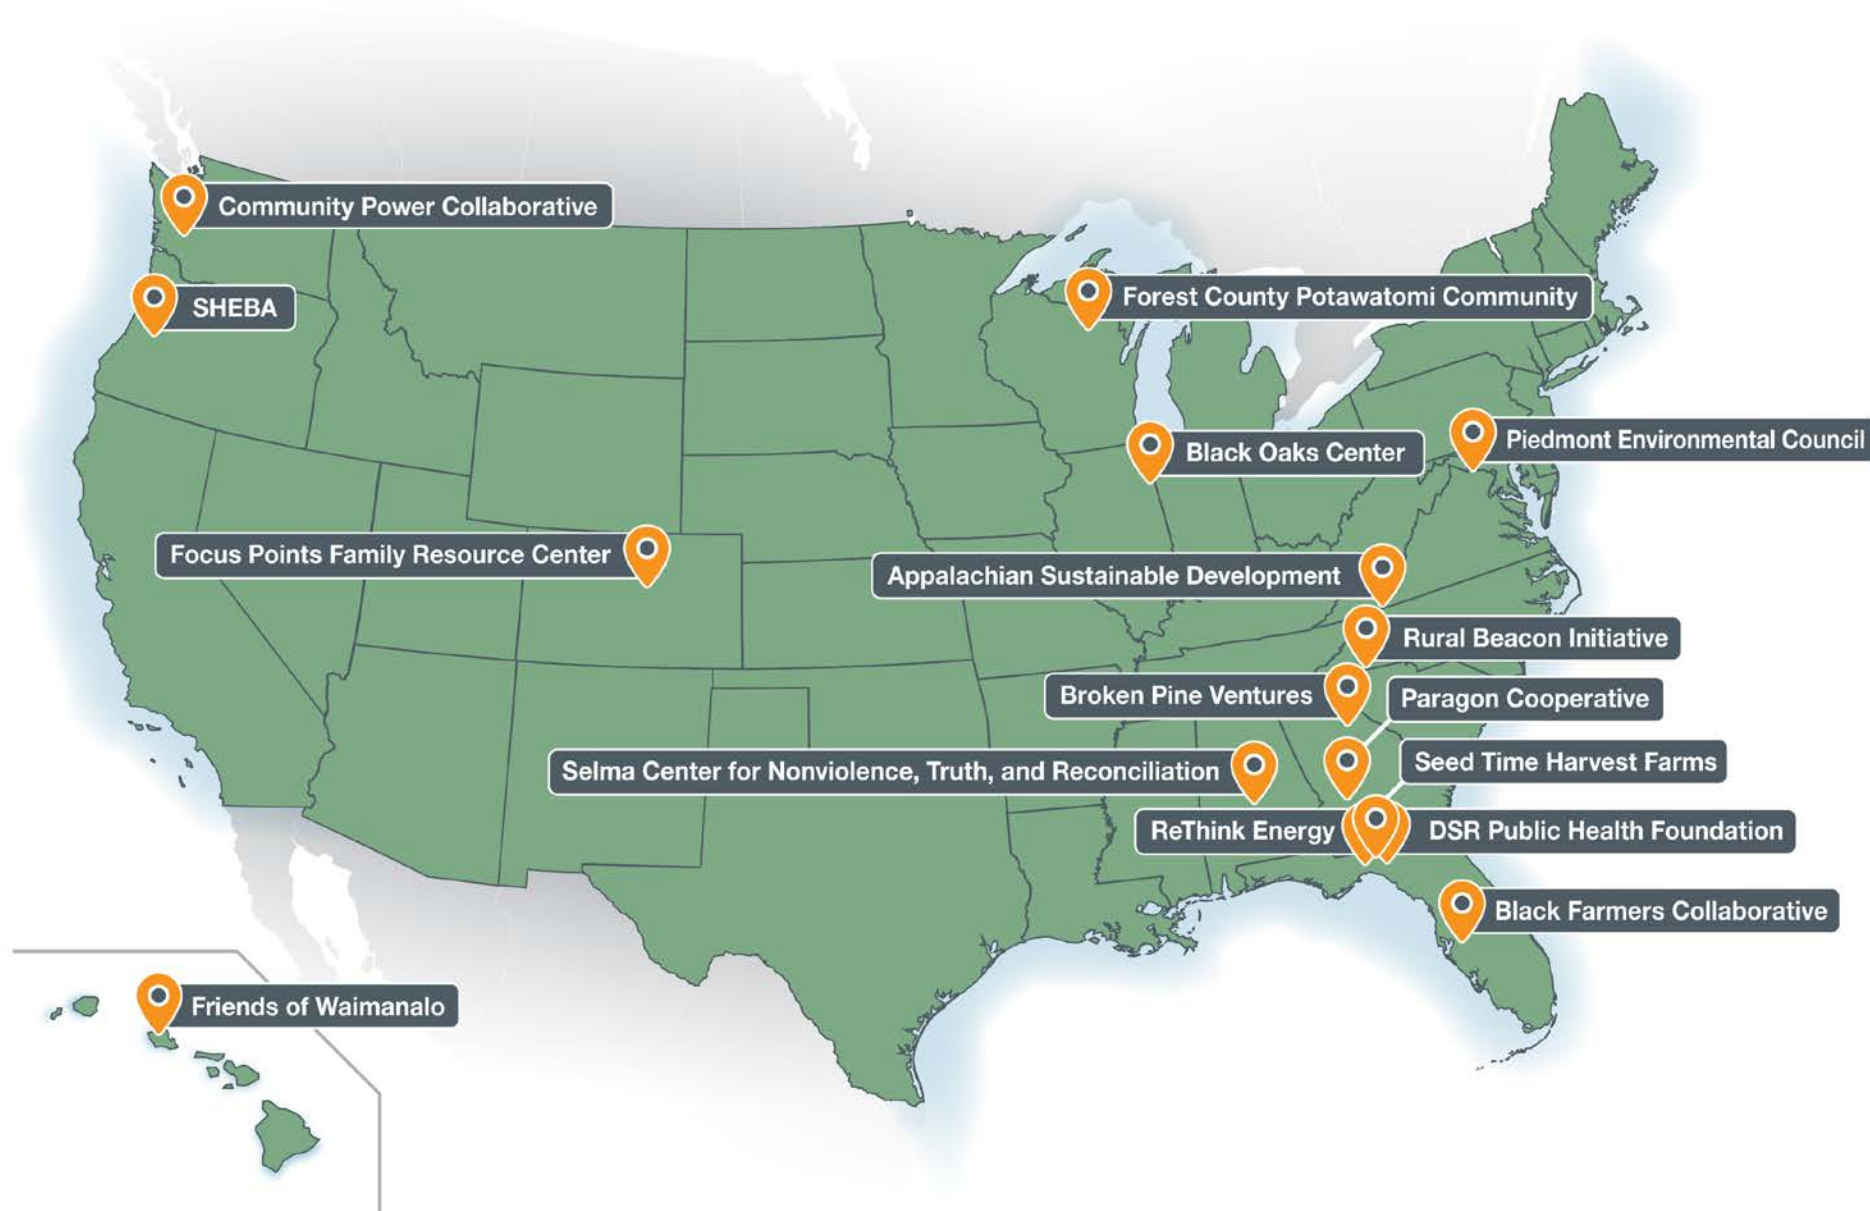 Community Power Collaborative
SHEBA
Forest County Potawatomi Community
Piedmont Environmental Council
Black Oaks Center
Focus Points Family Resource Center
Appalachian Sustainable Development
Rural Beacon Initiative
Broken Pine Ventures
Paragon Cooperative
Selma Center for Nonviolence, Truth, and Reconciliation
Seed Time Harvest Farms
ReThink Energy
DSR Public Health Foundation
Black Farmers Collaborative
Friends of Waimanalo